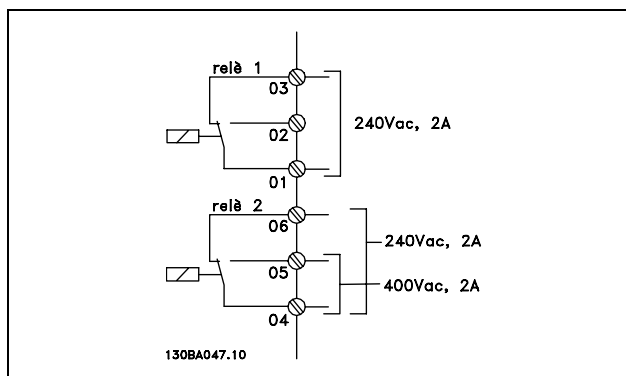 relè 1
03
02
240Vac, 2A
01
relè 2
06
240Vac, 2A
05
400Vac, 2A
04
130BA047.10